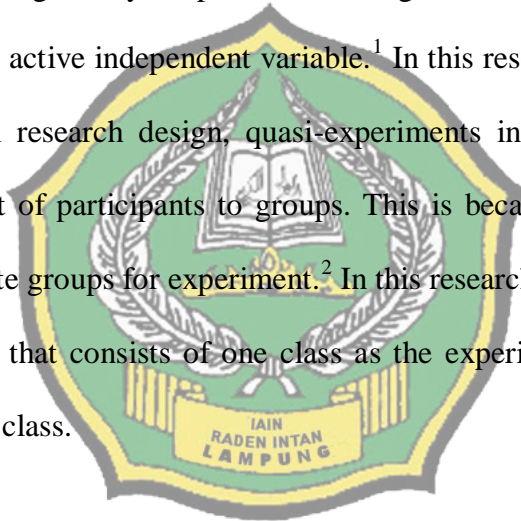 active independent variable.¹ In this res
research design, quasi-experiments in
t of participants to groups. This is beca
te groups for experiment.² In this research
that consists of one class as the experi
class.
IAIN
RADEN INTAN
LAMPUNG